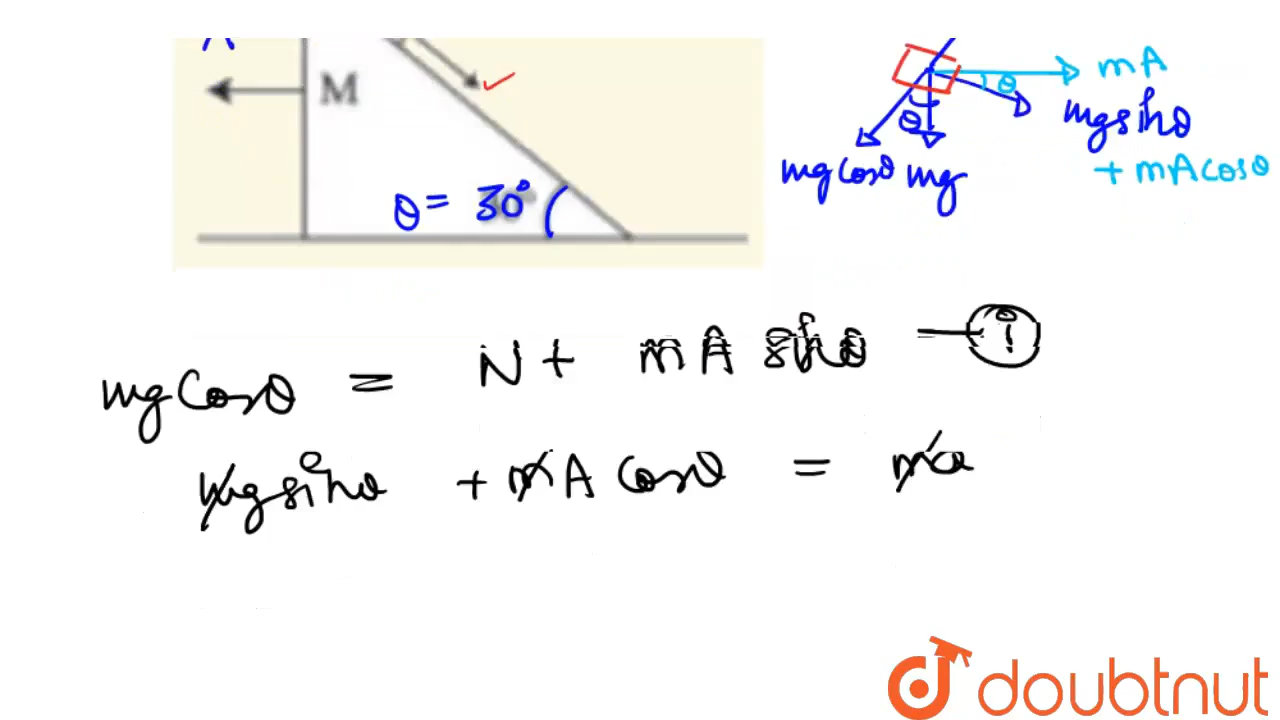 A
M
θ = 30°
mA
θ
mg sinθ
+ mA cosθ
θ
mg cosθ mg
mg cosθ = N + mA sinθ — i
mg sinθ + mA cosθ = ma
doubtnut